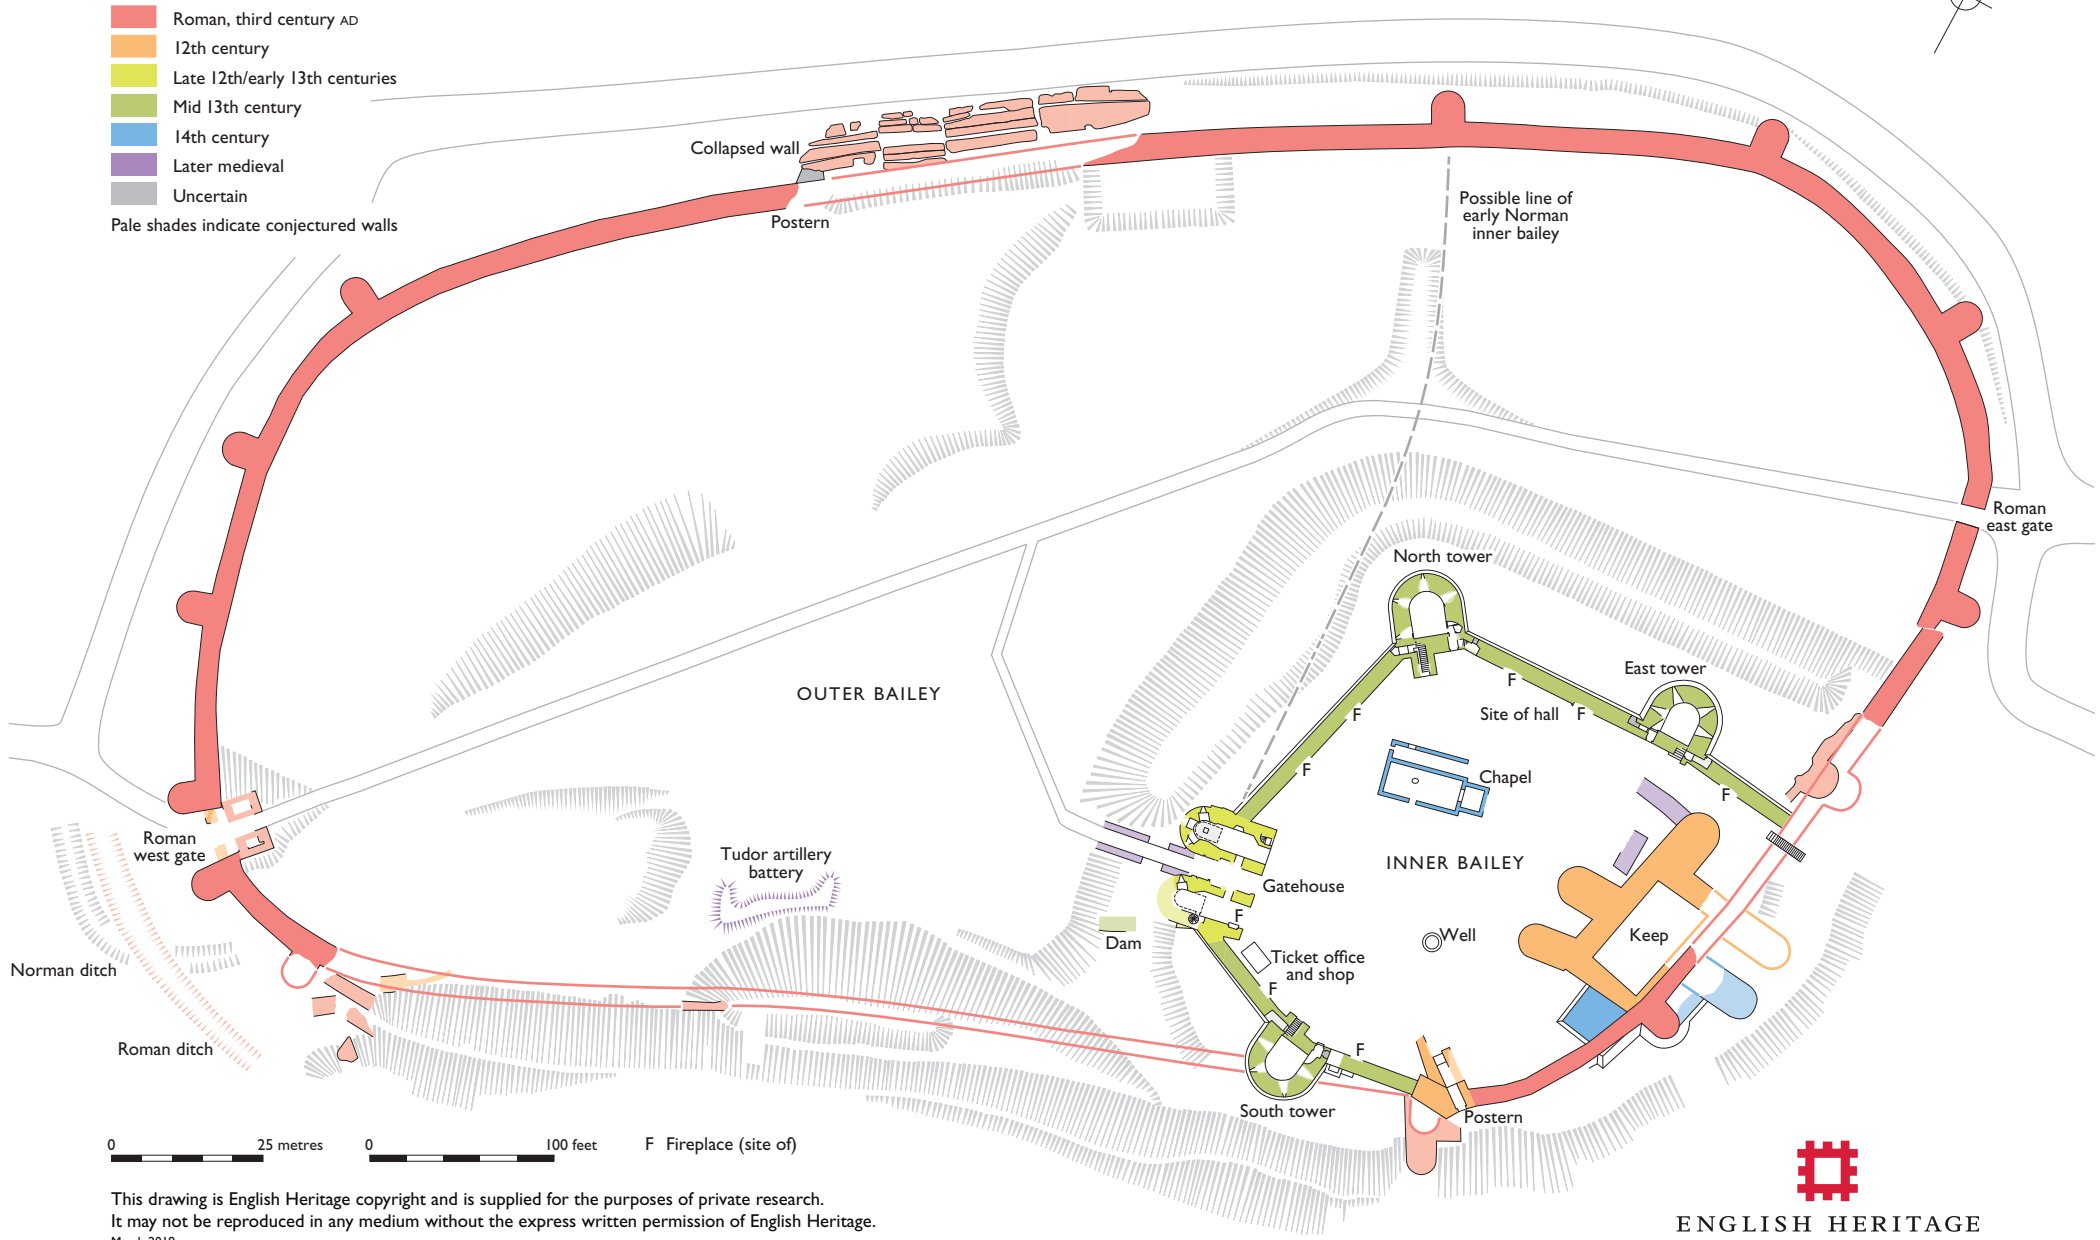 Roman, third century AD
12th century
Late 12th/early 13th centuries
Mid 13th century
14th century
Later medieval
Uncertain
Pale shades indicate conjectured walls
Collapsed wall
Postern
Possible line of
early Norman
inner bailey
Roman
east gate
North tower
East tower
F
Site of hall
F
F
F
F
OUTER BAILEY
Chapel
Roman
west gate
Tudor artillery
battery
INNER BAILEY
Gatehouse
F
Dam
Well
Keep
Ticket office
and shop
F
Norman ditch
Roman ditch
F
South tower
Postern
0
25 metres
0
100 feet
F Fireplace (site of)
This drawing is English Heritage copyright and is supplied for the purposes of private research.
It may not be reproduced in any medium without the express written permission of English Heritage.
ENGLISH HERITAGE